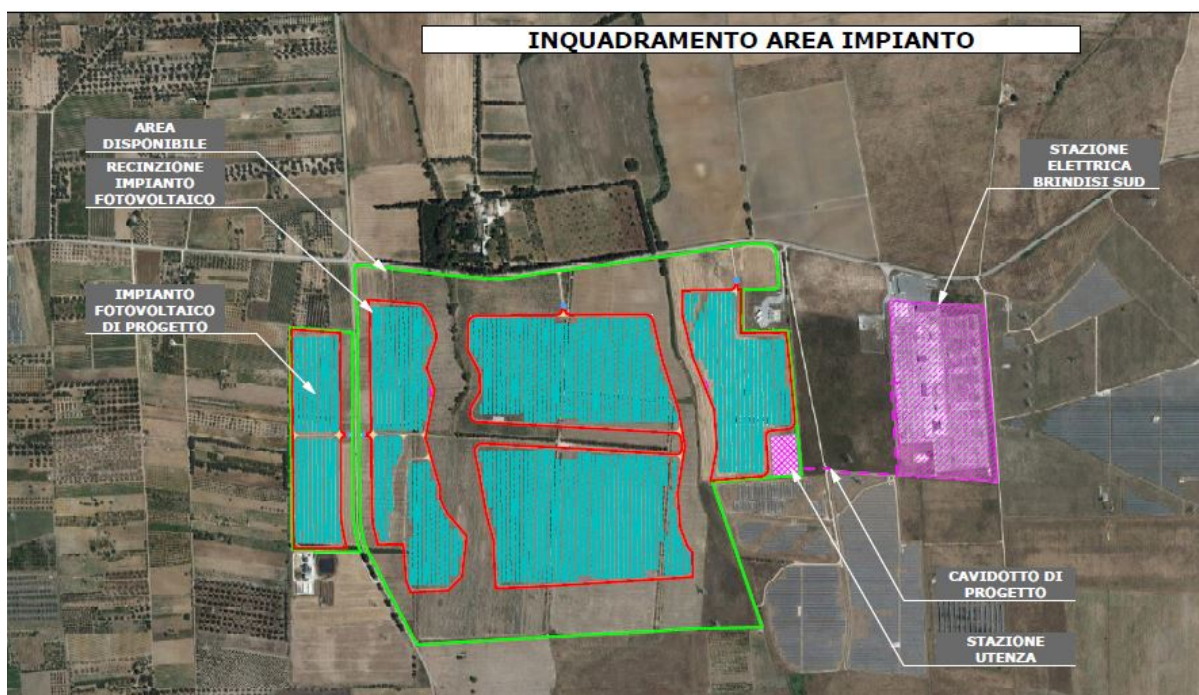 INQUADRAMENTO AREA IMPIANTO
AREA
DISPONIBILE
RECINZIONE
IMPIANTO
FOTOVOLTAICO
IMPIANTO
FOTOVOLTAICO
DI PROGETTO
STAZIONE
ELETTRICA
BRINDISI SUD
CAVIDOTTO DI
PROGETTO
STAZIONE
UTENZA